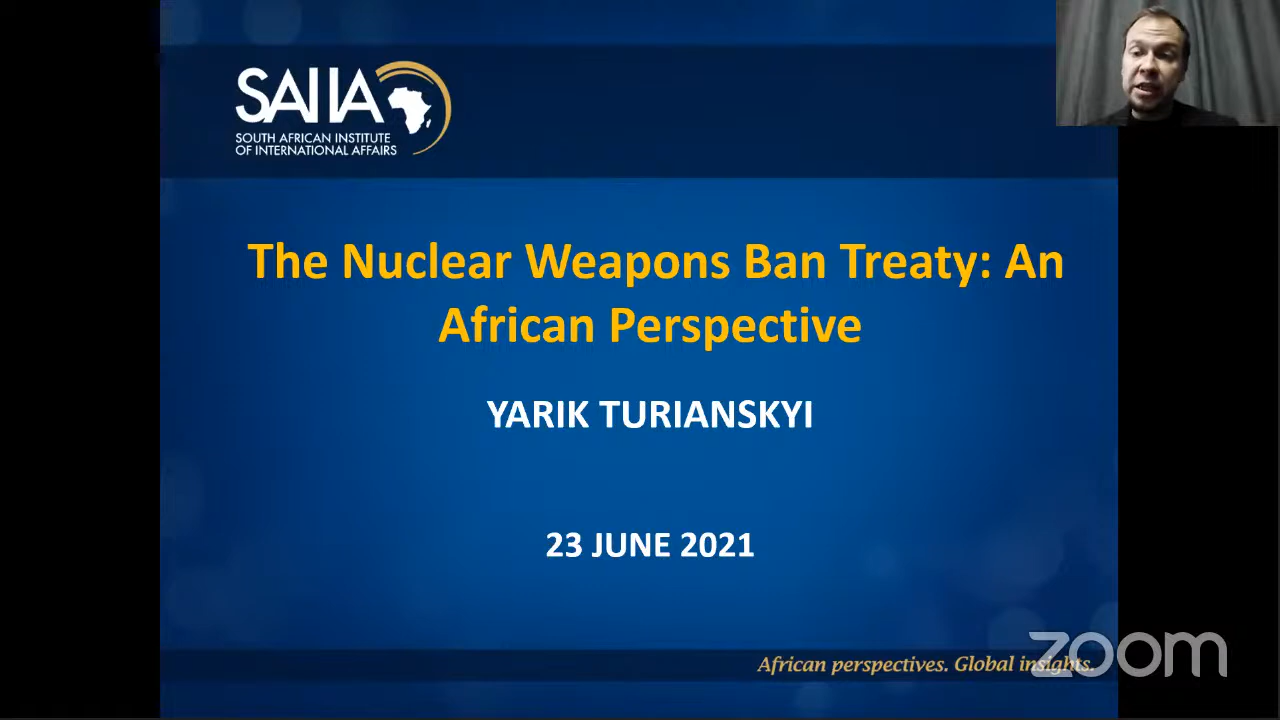 SAIIA
SOUTH AFRICAN INSTITUTE
OF INTERNATIONAL AFFAIRS
The Nuclear Weapons Ban Treaty: An
African Perspective
YARIK TURIANSKYI
23 JUNE 2021
African perspectives. Global insights.
zoom